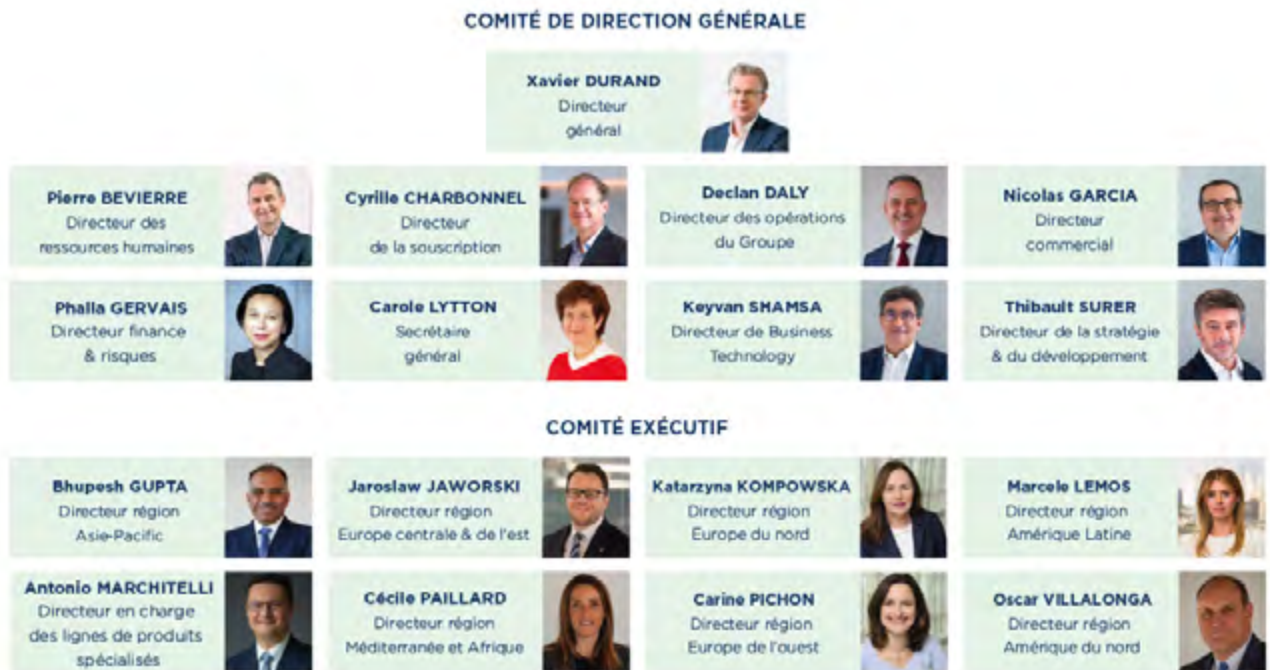 COMITÉ DE DIRECTION GÉNÉRALE
Xavier DURAND
Directeur
général
Pierre BEVIERRE
Directeur des
ressources humaines
Cyrille CHARBONNEL
Directeur
de la souscription
Declan DALY
Directeur des opérations
du Groupe
Nicolas GARCIA
Directeur
commercial
Phalla GERVAIS
Directeur finance
& risques
Carole LYTTON
Secrétaire
général
Keyvan SHAMSA
Directeur de Business
Technology
Thibault SURER
Directeur de la stratégie
& du développement
COMITÉ EXÉCUTIF
Bhupesh GUPTA
Directeur région
Asie-Pacific
Jaroslaw JAWORSKI
Directeur région
Europe centrale & de l'est
Katarzyna KOMPOWSKA
Directeur région
Europe du nord
Marcele LEMOS
Directeur région
Amérique Latine
Antonio MARCHITELLI
Directeur en charge
des lignes de produits
spécialisés
Cécile PAILLARD
Directeur région
Méditerranée et Afrique
Carine PICHON
Directeur région
Europe de l'ouest
Oscar VILLALONGA
Directeur région
Amérique du nord